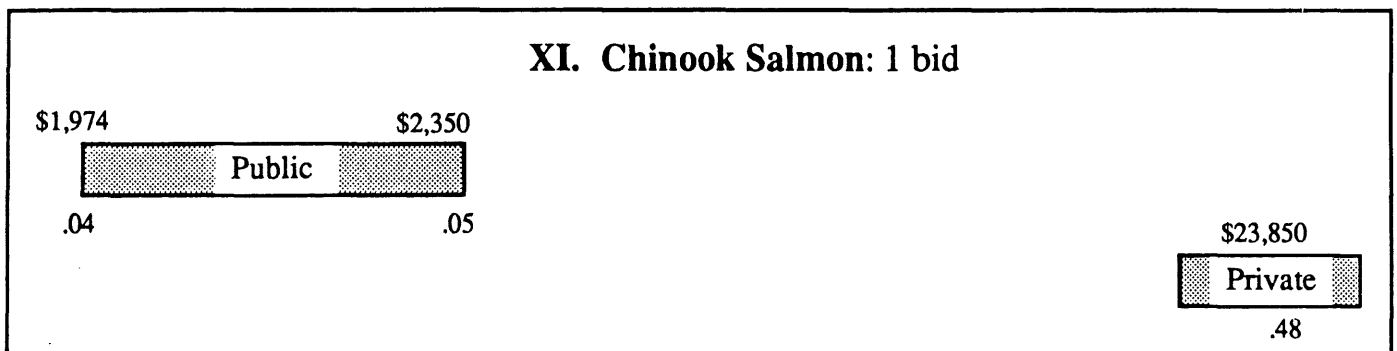 XI. Chinook Salmon: 1 bid
$1,974 $2,350
Public
.04 .05
$23,850
Private
.48